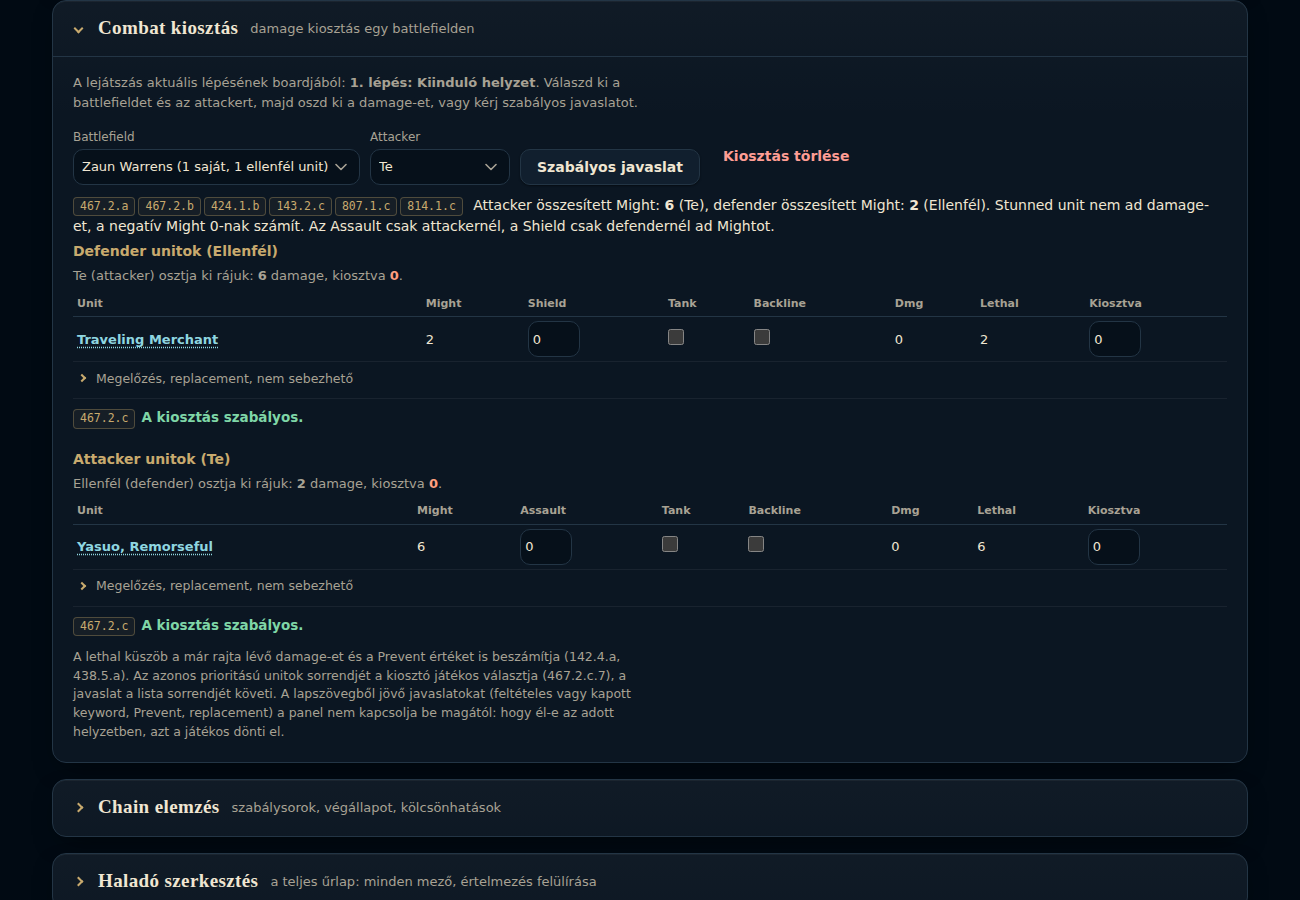 Combat kiosztás damage kiosztás egy battlefielden
A lejátszás aktuális lépésének boardjából: 1. lépés: Kiinduló helyzet. Válaszd ki a
battlefieldet és az attackert, majd oszd ki a damage-et, vagy kérj szabályos javaslatot.
Battlefield Attacker
Zaun Warrens (1 saját, 1 ellenfél unit) Te Szabályos javaslat Kiosztás törlése
467.2.a 467.2.b 424.1.b 143.2.c 807.1.c 814.1.c Attacker összesített Might: 6 (Te), defender összesített Might: 2 (Ellenfél). Stunned unit nem ad damage-
et, a negatív Might 0-nak számít. Az Assault csak attackernél, a Shield csak defendernél ad Mightot.
Defender unitok (Ellenfél)
Te (attacker) osztja ki rájuk: 6 damage, kiosztva 0.
Unit Might Shield Tank Backline Dmg Lethal Kiosztva
Traveling Merchant 2 0 0 2 0
Megelőzés, replacement, nem sebezhető
467.2.c A kiosztás szabályos.
Attacker unitok (Te)
Ellenfél (defender) osztja ki rájuk: 2 damage, kiosztva 0.
Unit Might Assault Tank Backline Dmg Lethal Kiosztva
Yasuo, Remorseful 6 0 0 6 0
Megelőzés, replacement, nem sebezhető
467.2.c A kiosztás szabályos.
A lethal küszöb a már rajta lévő damage-et és a Prevent értéket is beszámítja (142.4.a,
438.5.a). Az azonos prioritású unitok sorrendjét a kiosztó játékos választja (467.2.c.7), a
javaslat a lista sorrendjét követi. A lapszövegből jövő javaslatokat (feltételes vagy kapott
keyword, Prevent, replacement) a panel nem kapcsolja be magától: hogy él-e az adott
helyzetben, azt a játékos dönti el.
Chain elemzés szabálysorok, végállapot, kölcsönhatások
Haladó szerkesztés a teljes űrlap: minden mező, értelmezés felülírása